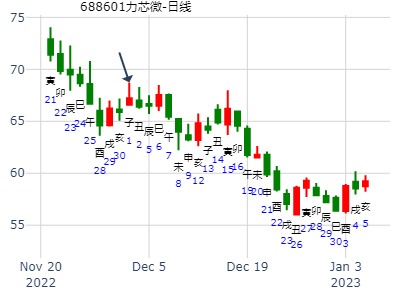 688601力芯微-日线
75
70
65
60
55
寅 21
卯 22
辰 23
巳 24
午 25
酉 28
戌 29
亥 30
子 1
丑 2
辰 5
巳 6
午 7
未 8
申 9
亥 12
子 13
丑 14
寅 15
卯 16
午 19
未 20
申 21
酉 22
戌 23
丑 26
寅 27
卯 28
辰 29
巳 30
酉 3
戌 4
亥 5
Nov 20
2022
Dec 5
Dec 19
Jan 3
2023